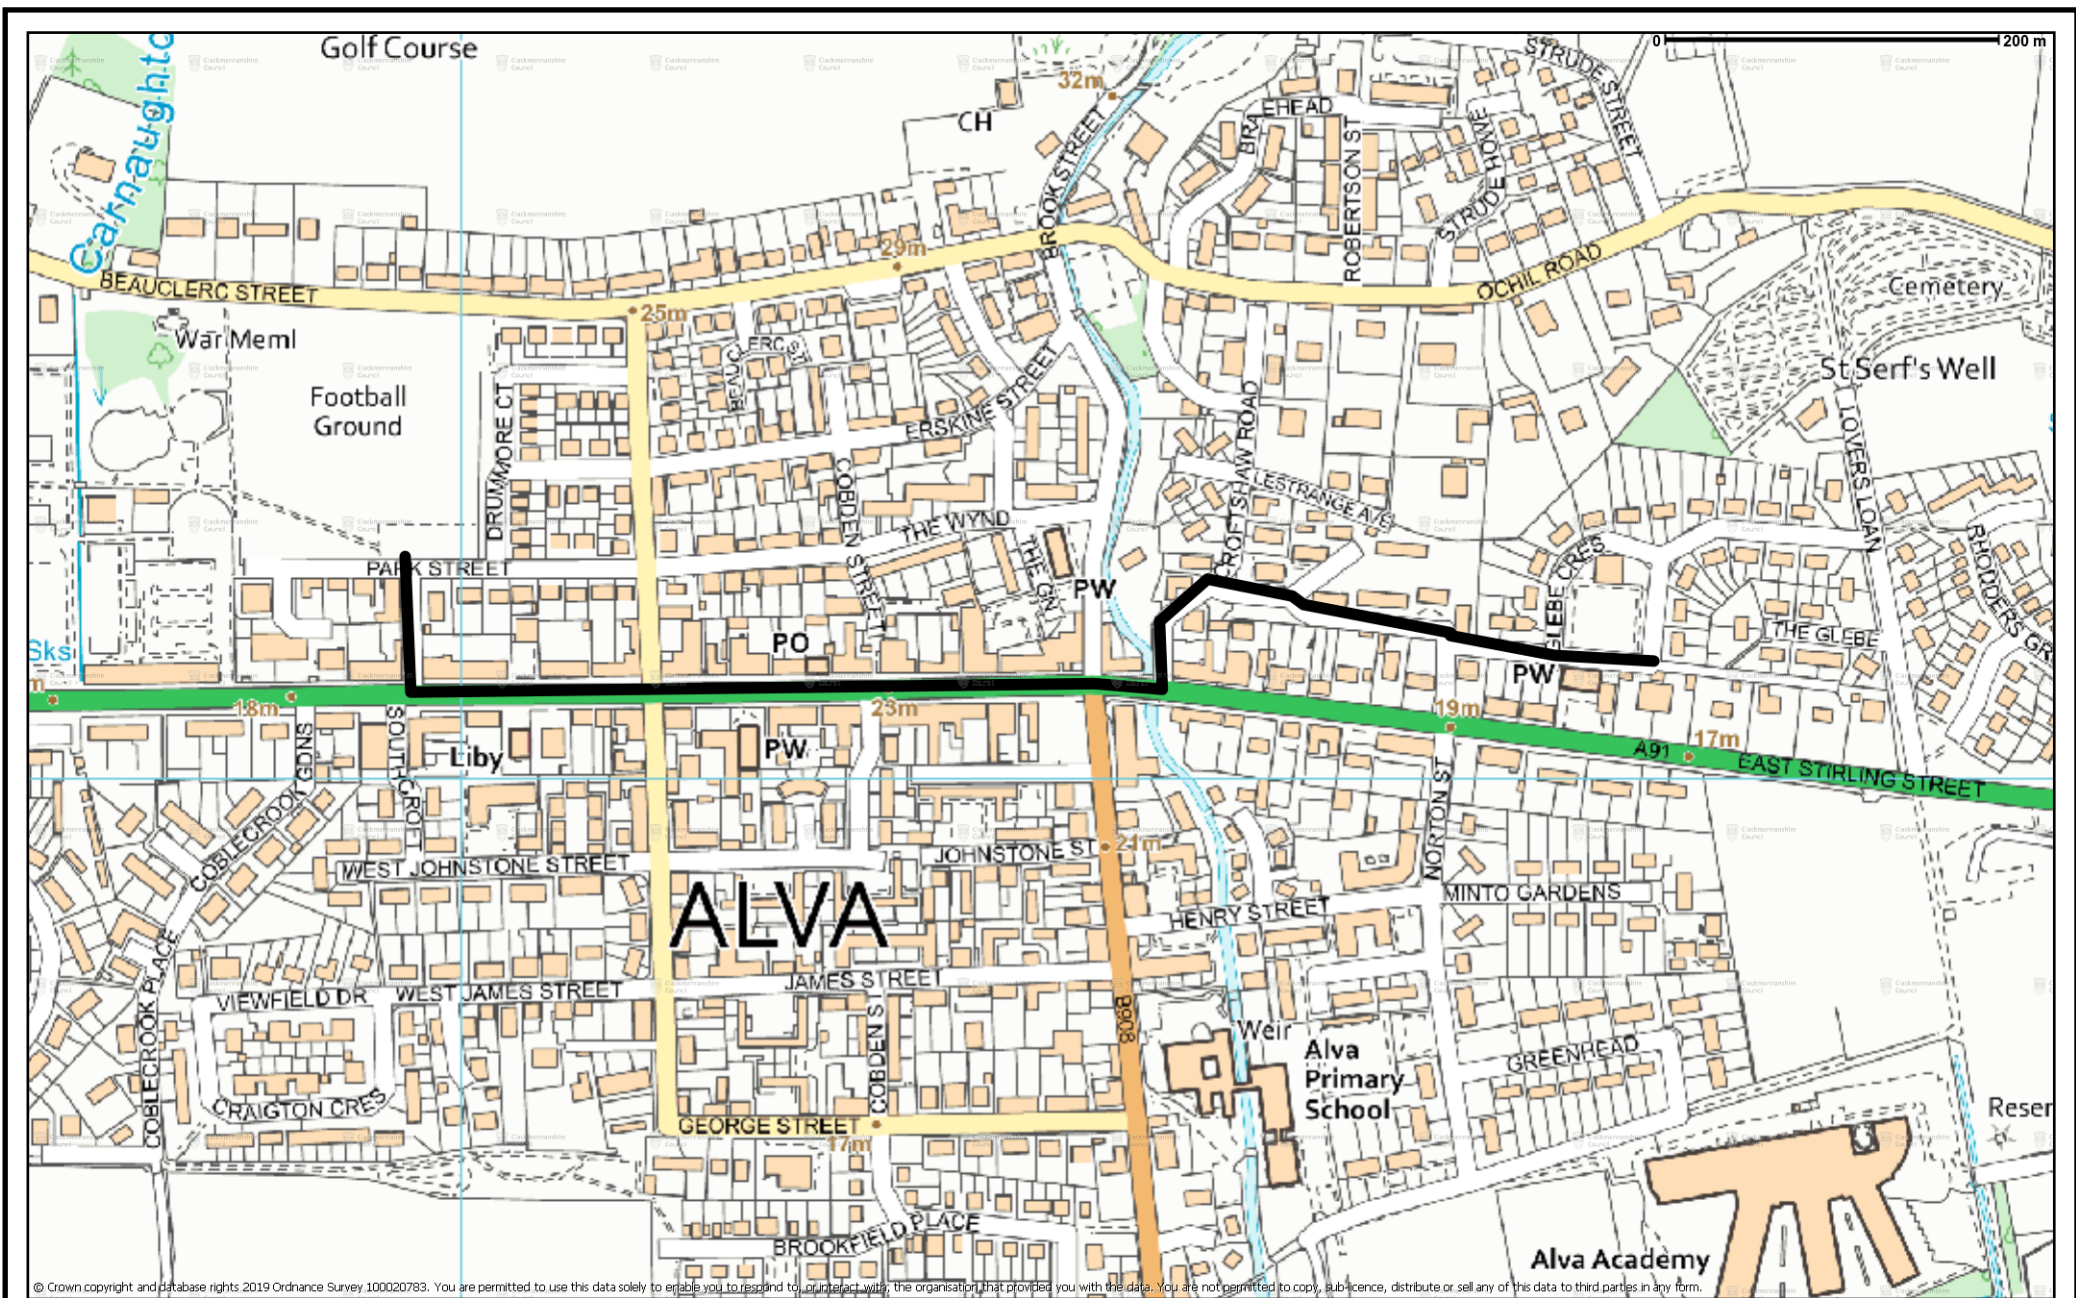 Golf Course
0
200 m
STRUDE STREET
Carnaughto
32m
CH
BRAEHEAD
ROBERTSON ST
STRUDEHOWE
BROOK STREET
29m
BEAUCLERC STREET
OCHIL ROAD
Cemetery
25m
War Meml
St Serf's Well
Football
Ground
DRUMMORE CT
ERSKINE STREET
CROFTSHAW ROAD
LOVERS LOAN
COBDEN STREET
LESTRANGE AVE
THE WYND
PARK STREET
PW
GLEBE CRES
RHODDERS GR
THE GLEBE
PO
Sks
PW
m
18m
23m
19m
17m
A91
EAST STIRLING STREET
SOUTHCROFT
Liby
PW
COBLECROOK GDNS
NORTON ST
WEST JOHNSTONE STREET
JOHNSTONE ST
21m
ALVA
MINTO GARDENS
HENRY STREET
COBLECROOK PLACE
VIEWFIELD DR
WEST JAMES STREET
JAMES STREET
B908
COBDEN ST
Weir
Alva
Primary
School
GREENHEAD
CRAIGTON CRES
GEORGE STREET
17m
Reser
BROOKFIELD PLACE
Alva Academy
© Crown copyright and database rights 2019 Ordnance Survey 100020783. You are permitted to use this data solely to enable you to respond to, or interact with, the organisation that provided you with the data. You are not permitted to copy, sub-licence, distribute or sell any of this data to third parties in any form.